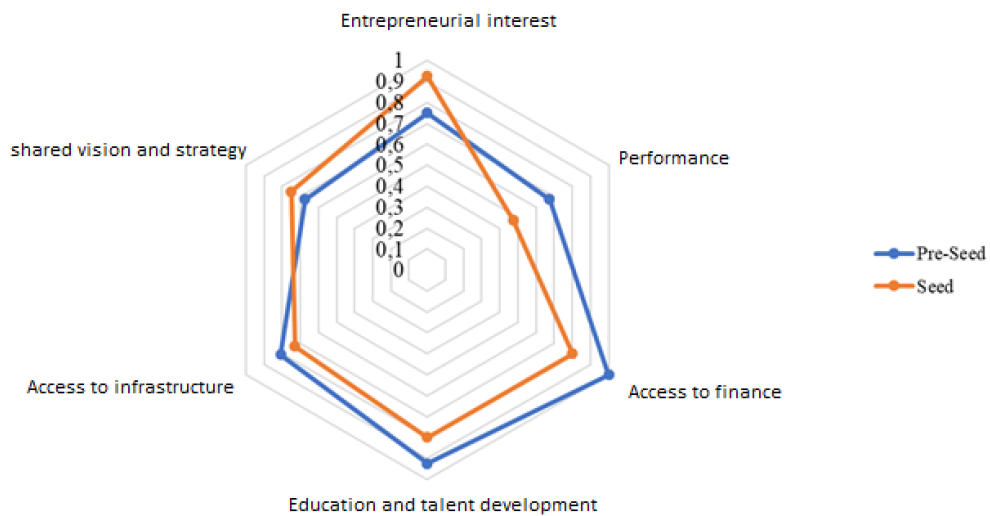 Entrepreneurial interest
1
0,9
0,8
0,7
0,6
0,5
0,4
0,3
0,2
0,1
0
shared vision and strategy
Performance
Pre-Seed
Seed
Access to infrastructure
Access to finance
Education and talent development